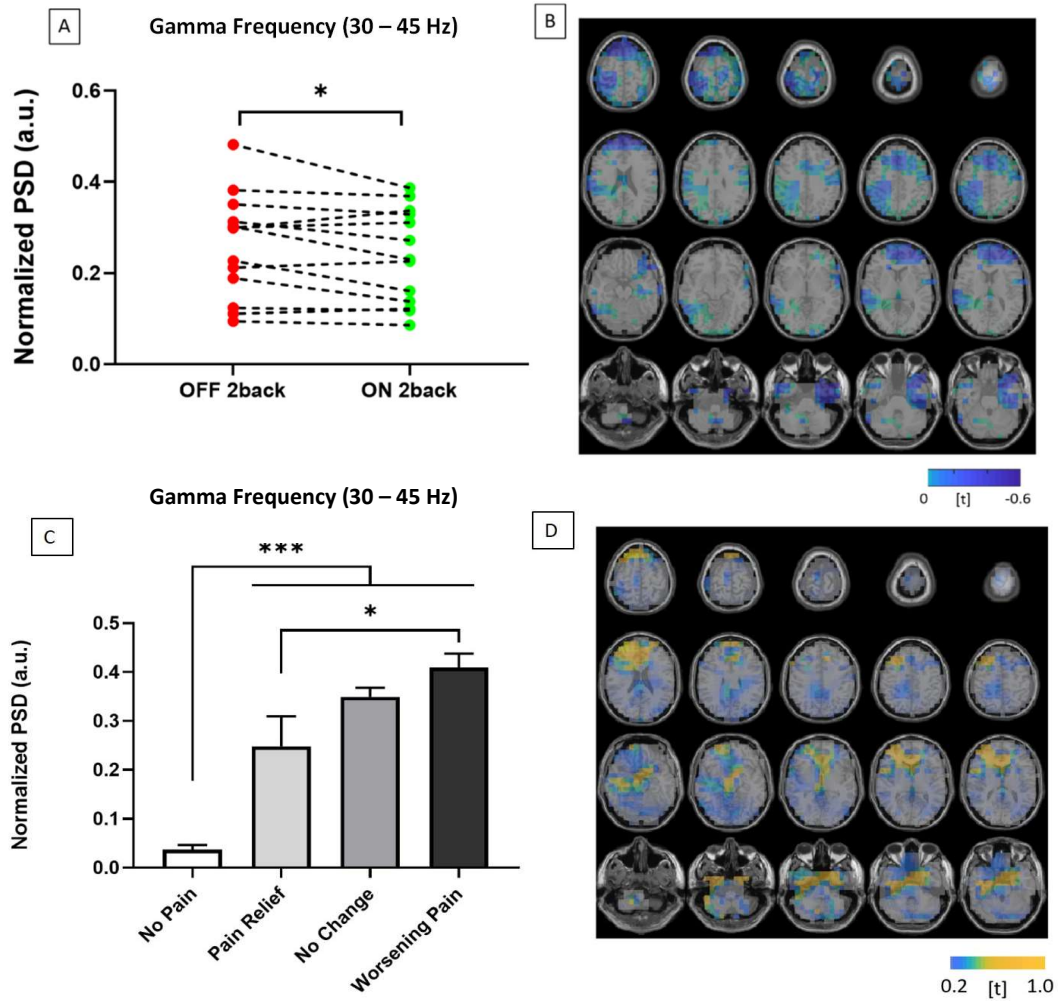 A
Gamma Frequency (30 – 45 Hz)
Normalized PSD (a.u.)
0.6
0.4
0.2
0.0
*
OFF 2back
ON 2back
B
0 [t] -0.6
C
Gamma Frequency (30 – 45 Hz)
Normalized PSD (a.u.)
0.5
0.4
0.3
0.2
0.1
0.0
***
*
No Pain
Pain Relief
No Change
Worsening Pain
D
0.2 [t] 1.0